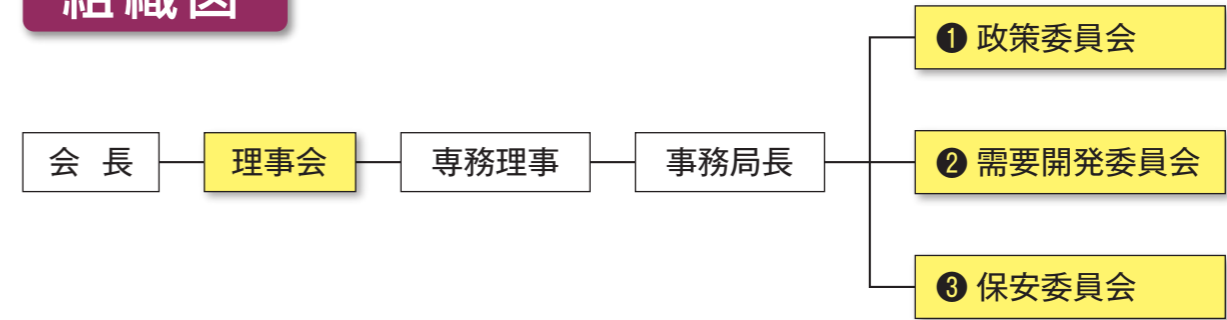 組織図
会 長
理事会
専務理事
事務局長
❶ 政策委員会
❷ 需要開発委員会
❸ 保安委員会